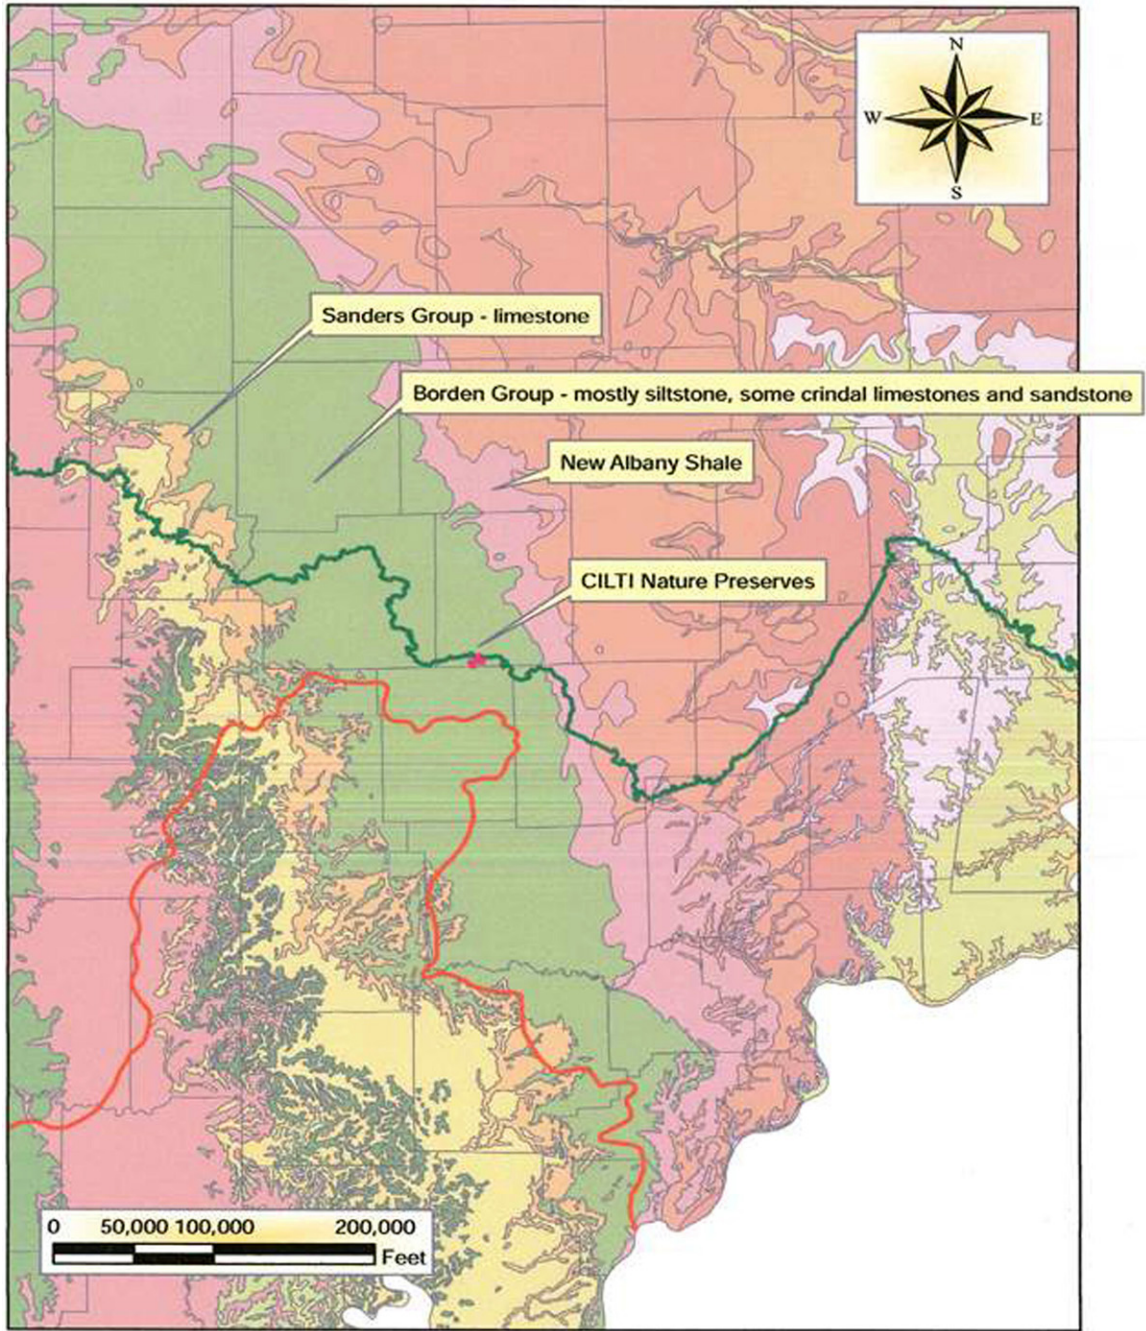 N
W E
S
Sanders Group - limestone
Borden Group - mostly siltstone, some crindal limestones and sandstone
New Albany Shale
CILTI Nature Preserves
0 50,000 100,000 200,000
Feet